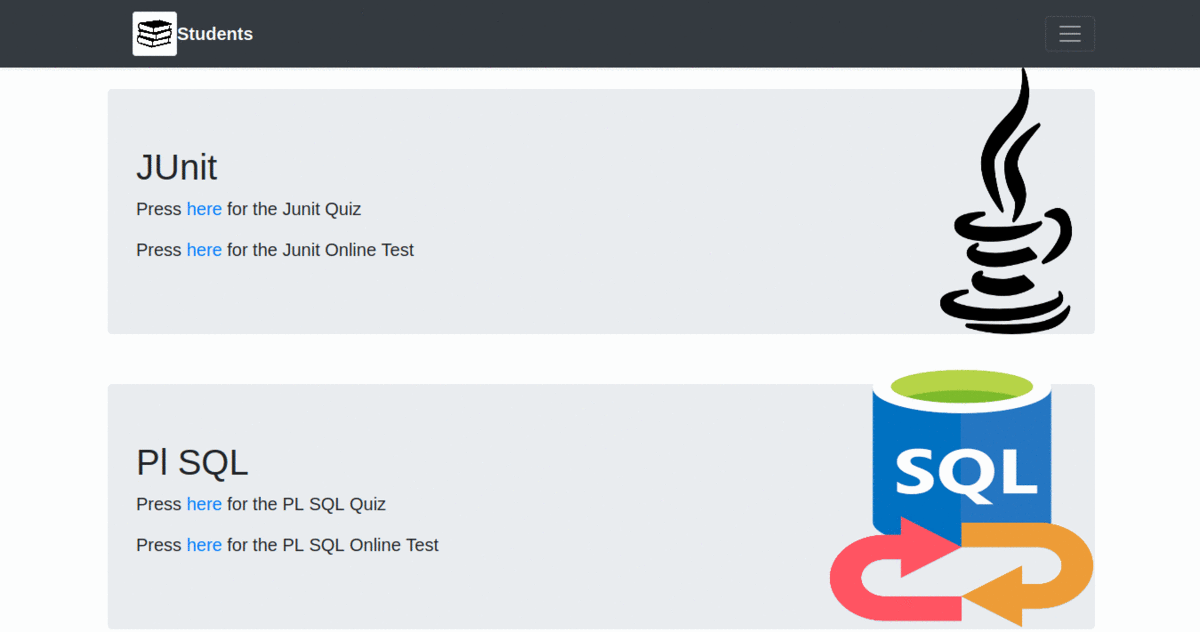 Students
JUnit
Press here for the Junit Quiz
Press here for the Junit Online Test
Pl SQL
Press here for the PL SQL Quiz
Press here for the PL SQL Online Test
SQL